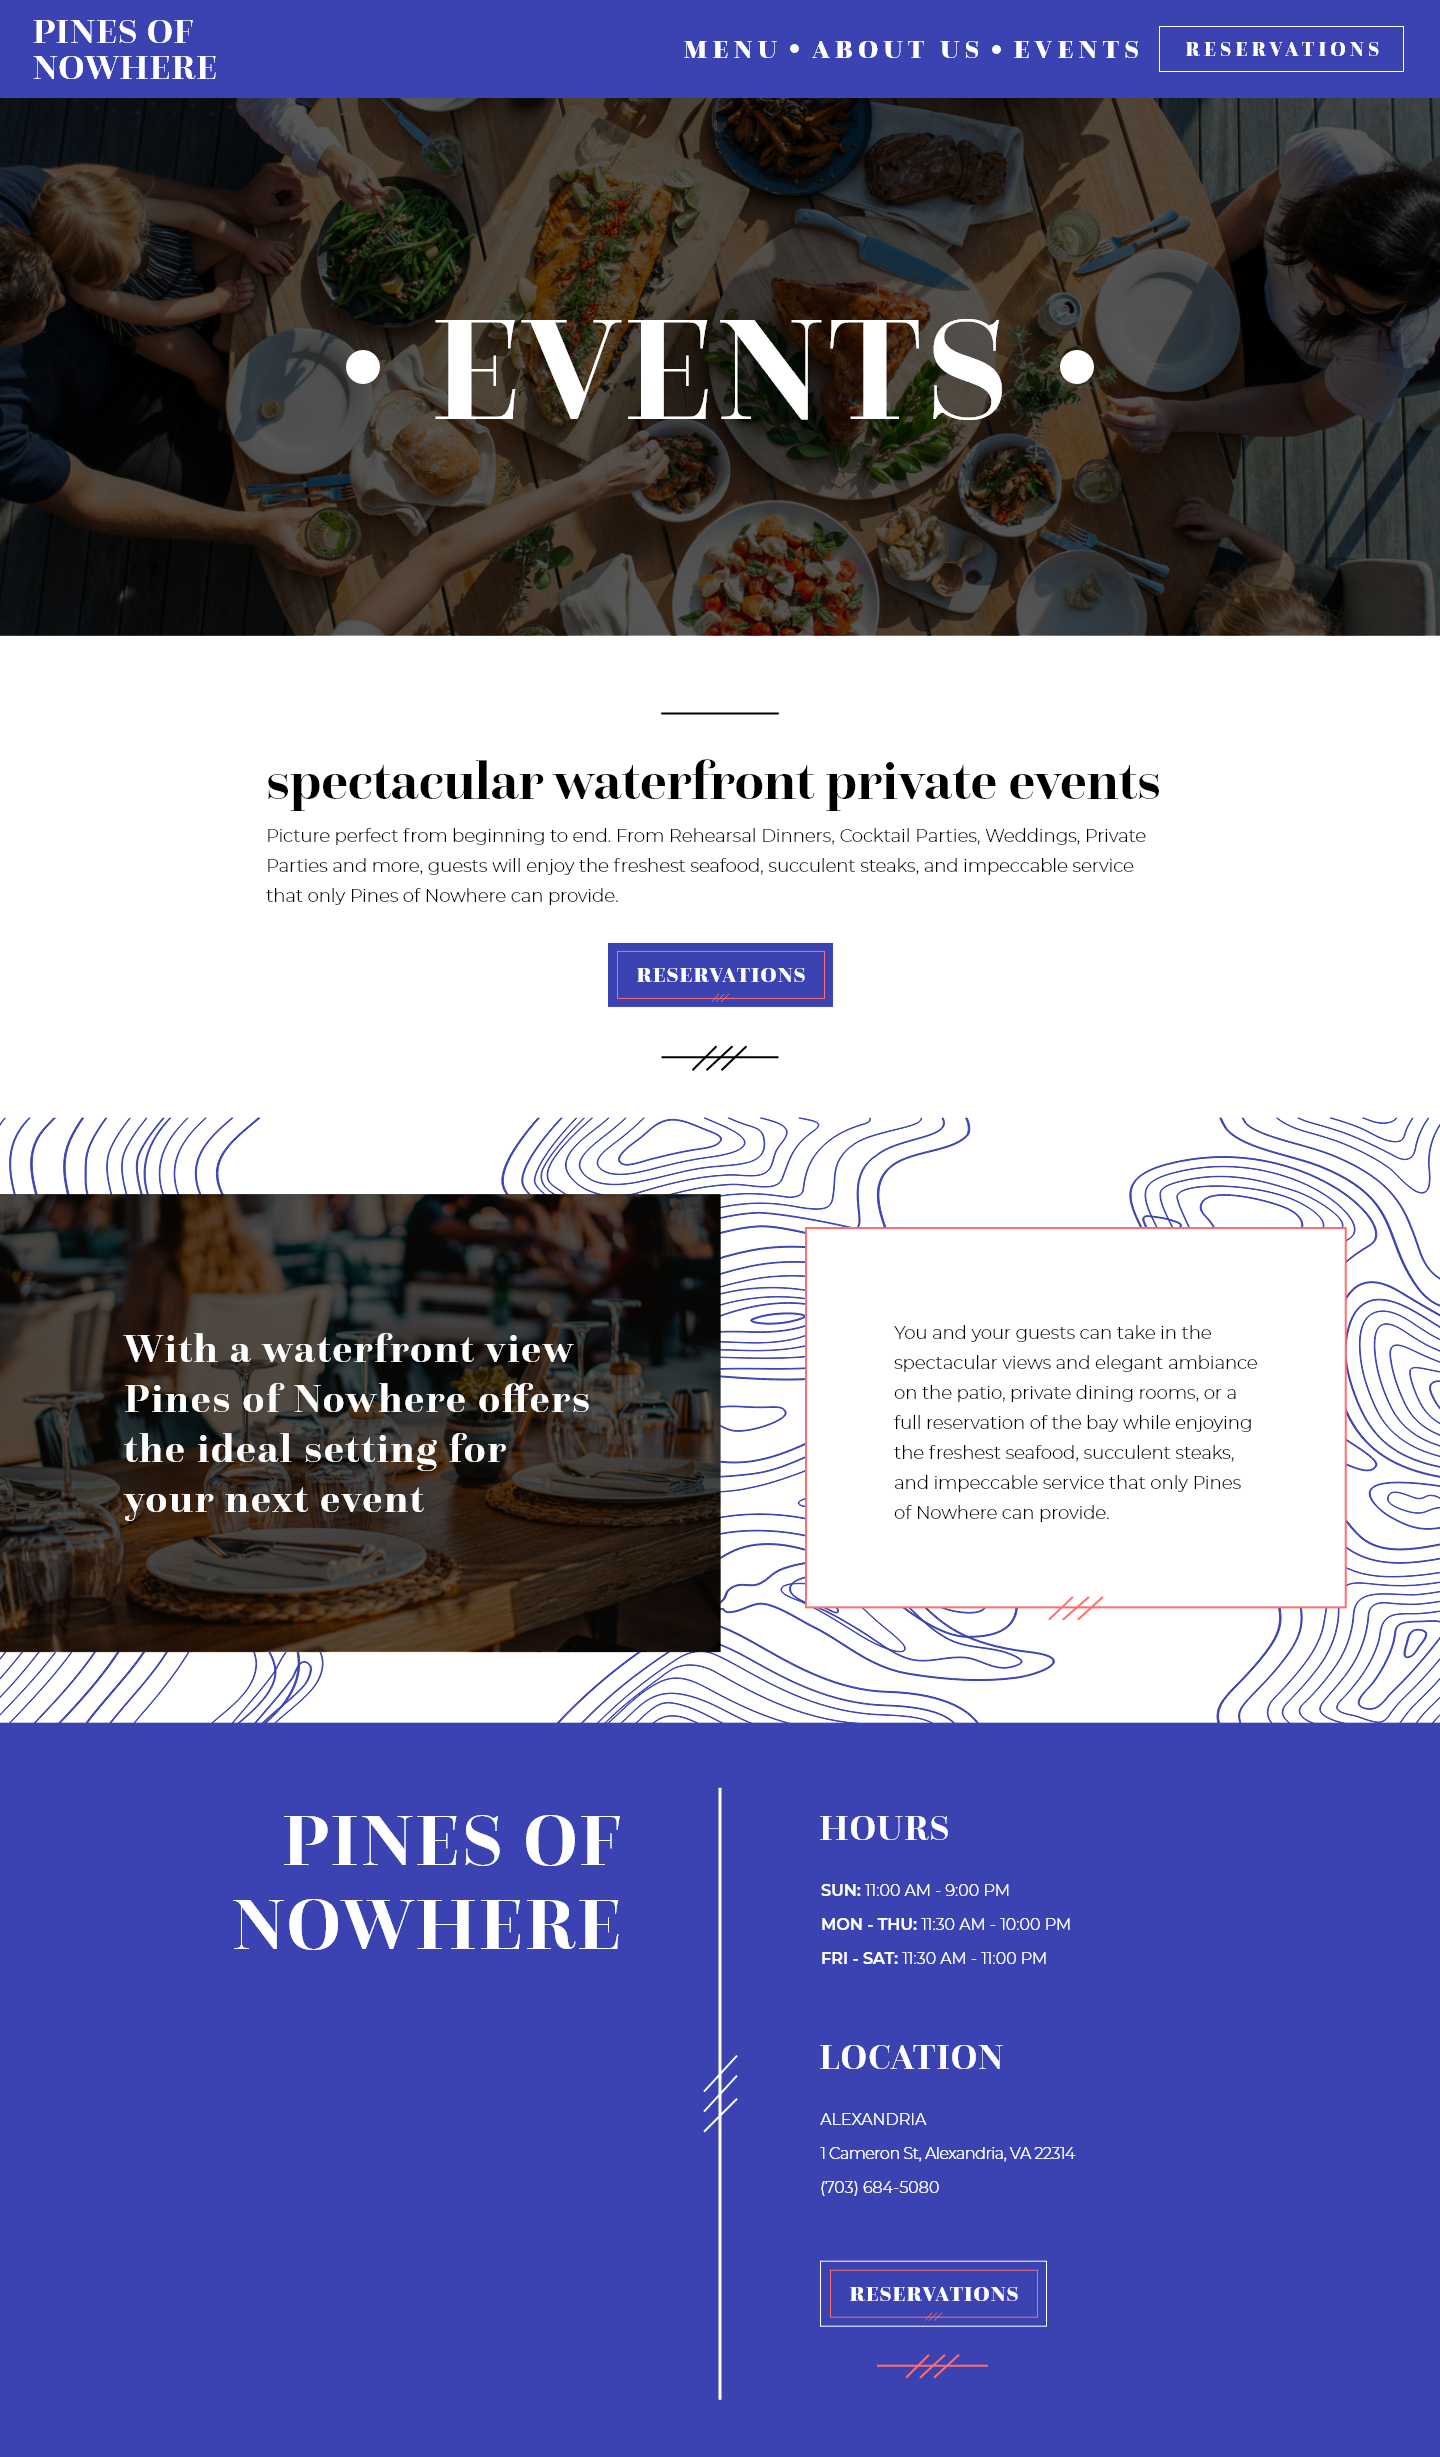 PINES OF
NOWHERE
MENU • ABOUT US • EVENTS
RESERVATIONS
• EVENTS •
spectacular waterfront private events
Picture perfect from beginning to end. From Rehearsal Dinners, Cocktail Parties, Weddings, Private
Parties and more, guests will enjoy the freshest seafood, succulent steaks, and impeccable service
that only Pines of Nowhere can provide.
RESERVATIONS
With a waterfront view
Pines of Nowhere offers
the ideal setting for
your next event
You and your guests can take in the
spectacular views and elegant ambiance
on the patio, private dining rooms, or a
full reservation of the bay while enjoying
the freshest seafood, succulent steaks,
and impeccable service that only Pines
of Nowhere can provide.
PINES OF
NOWHERE
HOURS
SUN: 11:00 AM - 9:00 PM
MON - THU: 11:30 AM - 10:00 PM
FRI - SAT: 11:30 AM - 11:00 PM
LOCATION
ALEXANDRIA
1 Cameron St, Alexandria, VA 22314
(703) 684-5080
RESERVATIONS